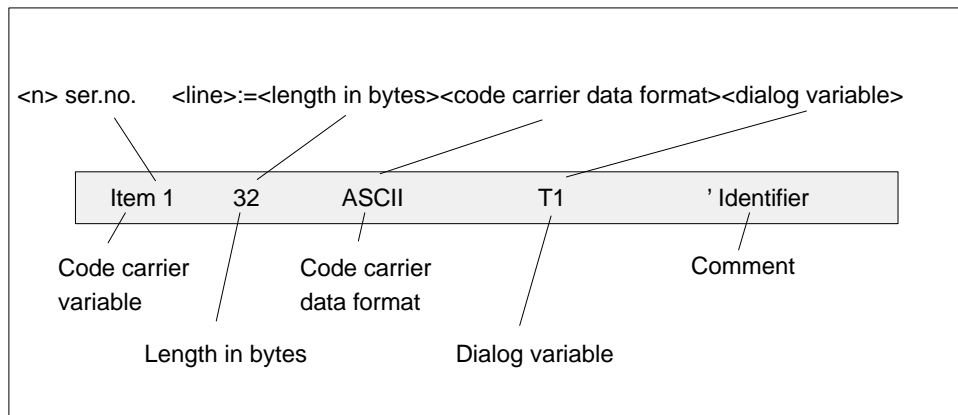 <n> ser.no. <line>:=<length in bytes><code carrier data format><dialog variable>
Item 1 32 ASCII T1 ’ Identifier
Code carrier
variable
Code carrier
data format
Comment
Length in bytes
Dialog variable